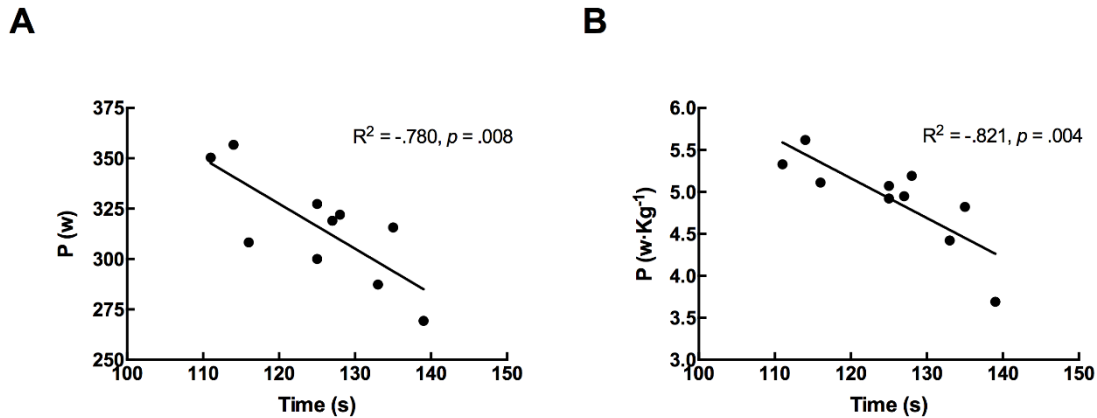 A
375
350
325
300
275
250
P (w)
R² = -.780, p = .008
100 110 120 130 140 150
Time (s)
B
6.0
5.5
5.0
4.5
4.0
3.5
3.0
P (w·Kg⁻¹)
R² = -.821, p = .004
100 110 120 130 140 150
Time (s)